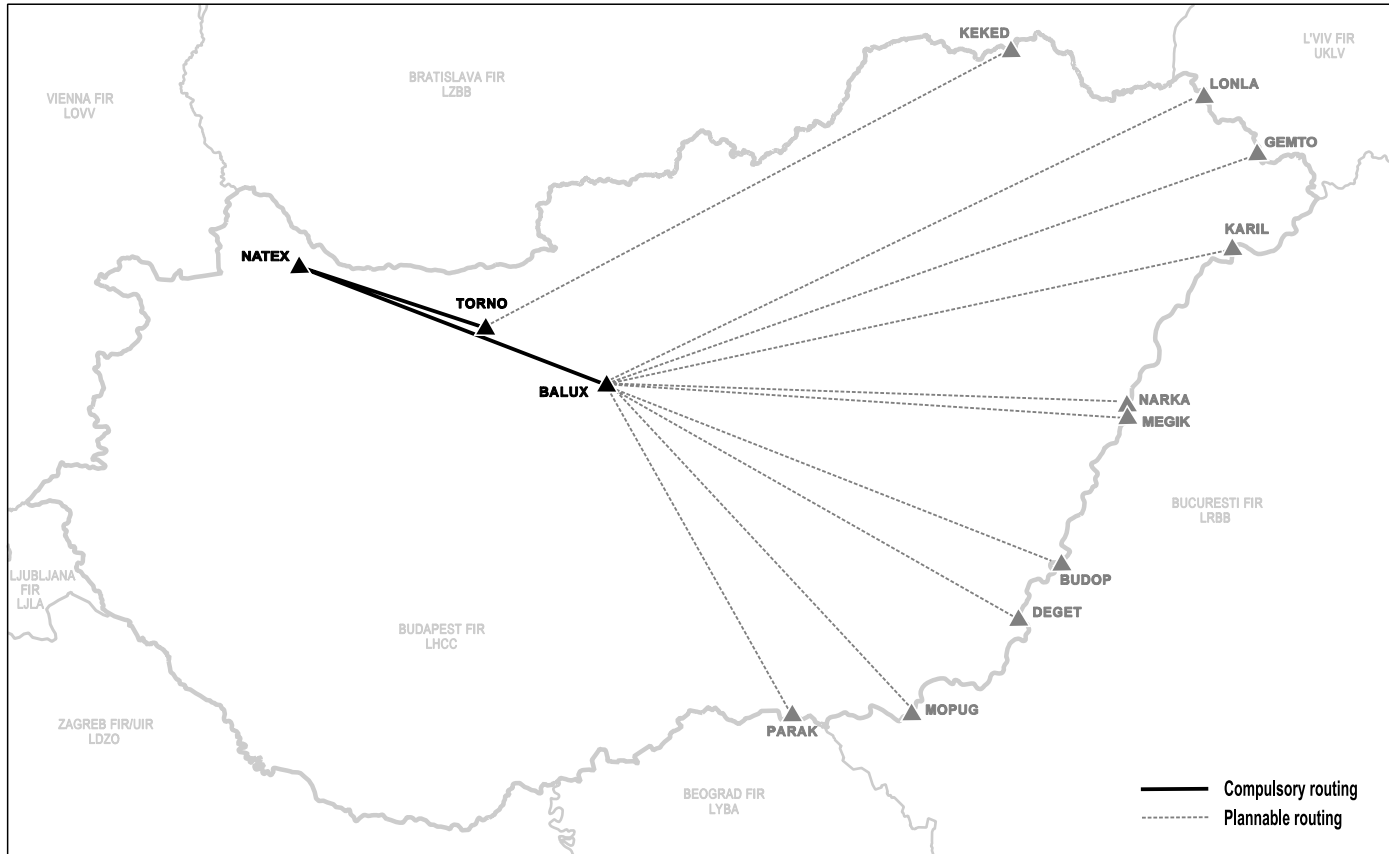 KEKED
L'VIV FIR
UKLV
BRATISLAVA FIR
LZBB
LONLA
VIENNA FIR
LOVV
GEMTO
KARIL
NATEX
TORNO
BALUX
NARKA
MEGIK
BUCURESTI FIR
LRBB
LJUBLJANA
FIR
LJLA
BUDOP
DEGET
BUDAPEST FIR
LHCC
MOPUG
PARAK
ZAGREB FIR/UIR
LDZO
BEOGRAD FIR
LYBA
Compulsory routing
Plannable routing